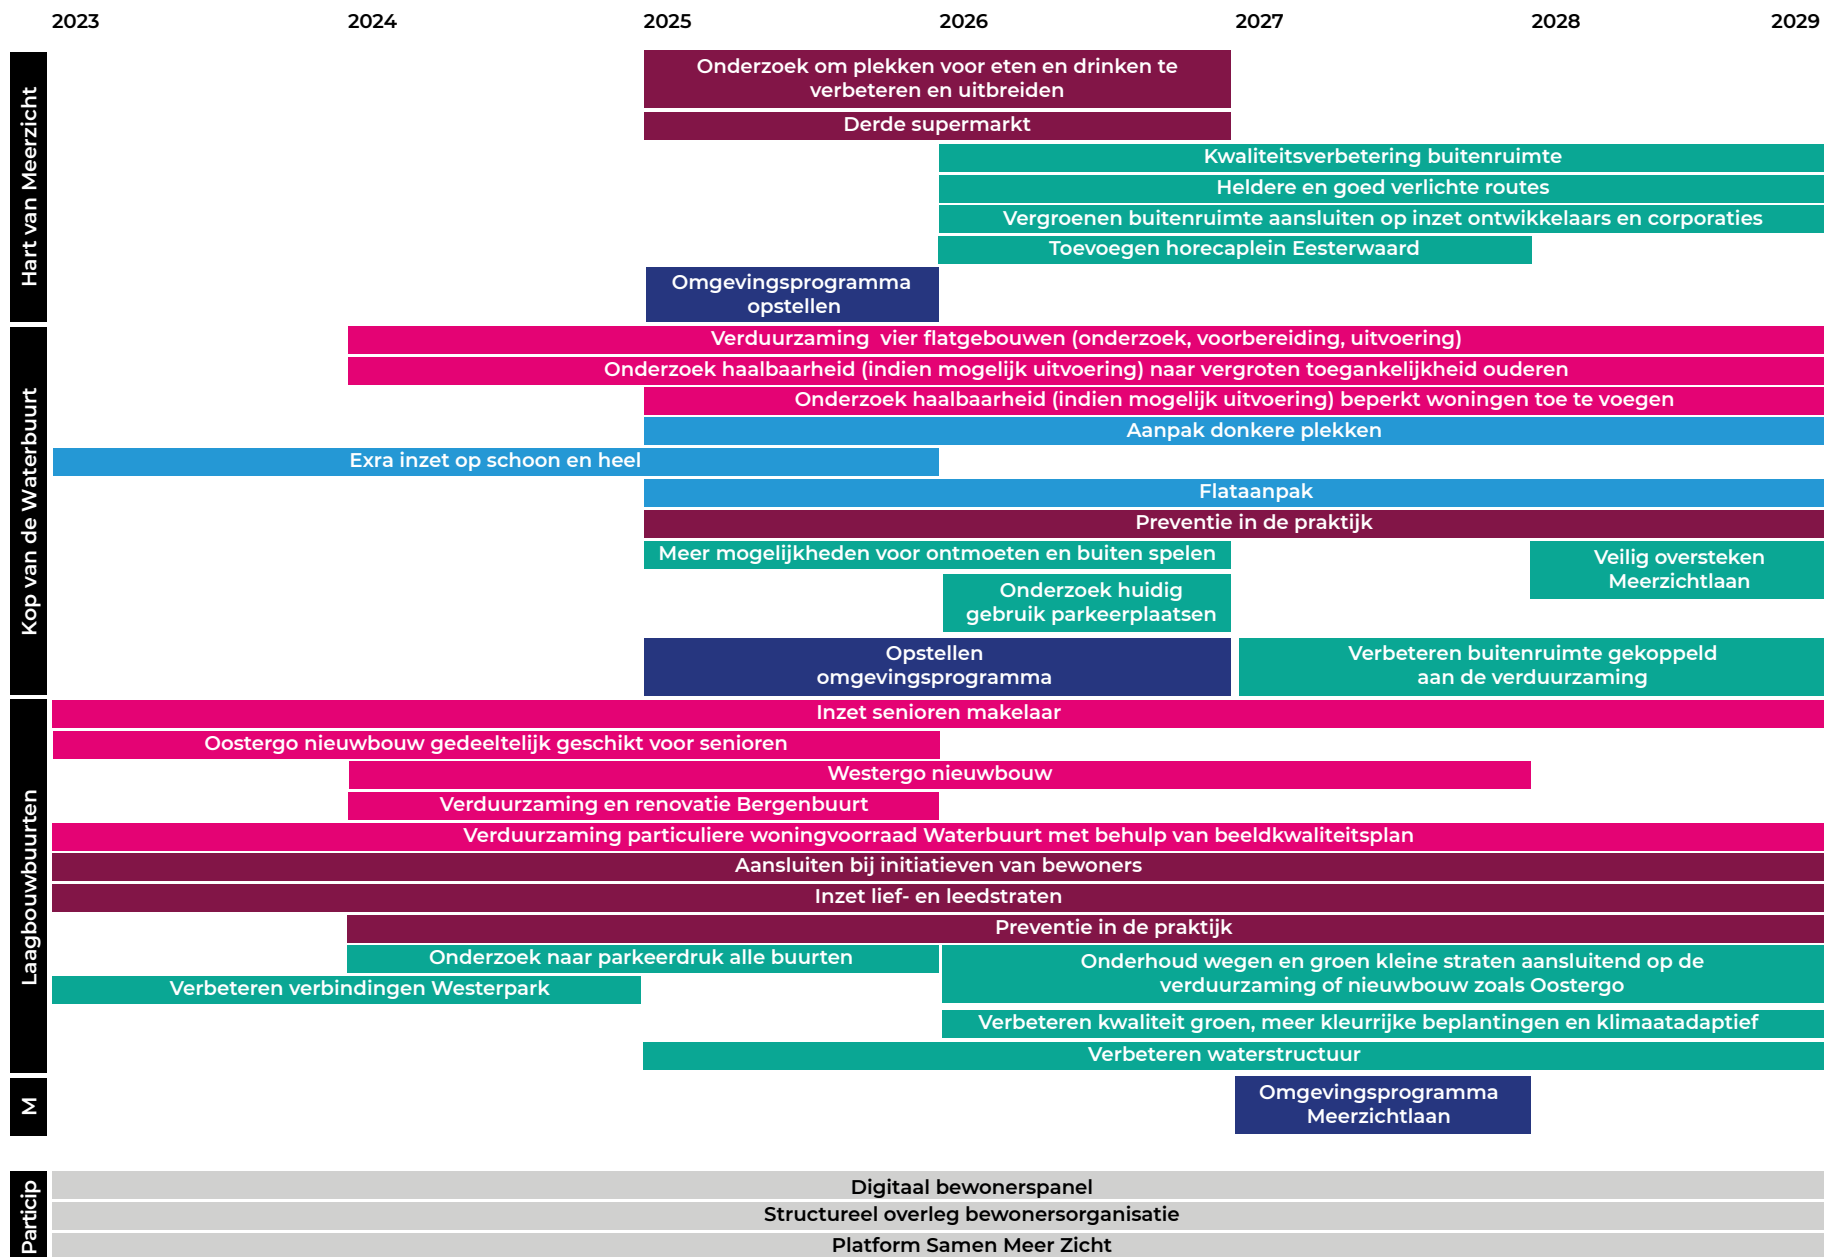 2023 2024 2025 2026 2027 2028 2029
Hart van Meerzicht
Onderzoek om plekken voor eten en drinken te
verbeteren en uitbreiden
Derde supermarkt
Kwaliteitsverbetering buitenruimte
Heldere en goed verlichte routes
Vergroenen buitenruimte aansluiten op inzet ontwikkelaars en corporaties
Toevoegen horecaplein Eesterwaard
Omgevingsprogramma
opstellen
Kop van de Waterbuurt
Verduurzaming vier flatgebouwen (onderzoek, voorbereiding, uitvoering)
Onderzoek haalbaarheid (indien mogelijk uitvoering) naar vergroten toegankelijkheid ouderen
Onderzoek haalbaarheid (indien mogelijk uitvoering) beperkt woningen toe te voegen
Aanpak donkere plekken
Exra inzet op schoon en heel
Flataanpak
Preventie in de praktijk
Meer mogelijkheden voor ontmoeten en buiten spelen
Veilig oversteken
Meerzichtlaan
Onderzoek huidig
gebruik parkeerplaatsen
Opstellen
omgevingsprogramma
Verbeteren buitenruimte gekoppeld
aan de verduurzaming
Laagbouwbuurten
Inzet senioren makelaar
Oostergo nieuwbouw gedeeltelijk geschikt voor senioren
Westergo nieuwbouw
Verduurzaming en renovatie Bergenbuurt
Verduurzaming particuliere woningvoorraad Waterbuurt met behulp van beeldkwaliteitsplan
Aansluiten bij initiatieven van bewoners
Inzet lief- en leedstraten
Preventie in de praktijk
Onderzoek naar parkeerdruk alle buurten
Onderhoud wegen en groen kleine straten aansluitend op de
verduurzaming of nieuwbouw zoals Oostergo
Verbeteren verbindingen Westerpark
Verbeteren kwaliteit groen, meer kleurrijke beplantingen en klimaatadaptief
Verbeteren waterstructuur
M
Omgevingsprogramma
Meerzichtlaan
Particip
Digitaal bewonerspanel
Structureel overleg bewonersorganisatie
Platform Samen Meer Zicht